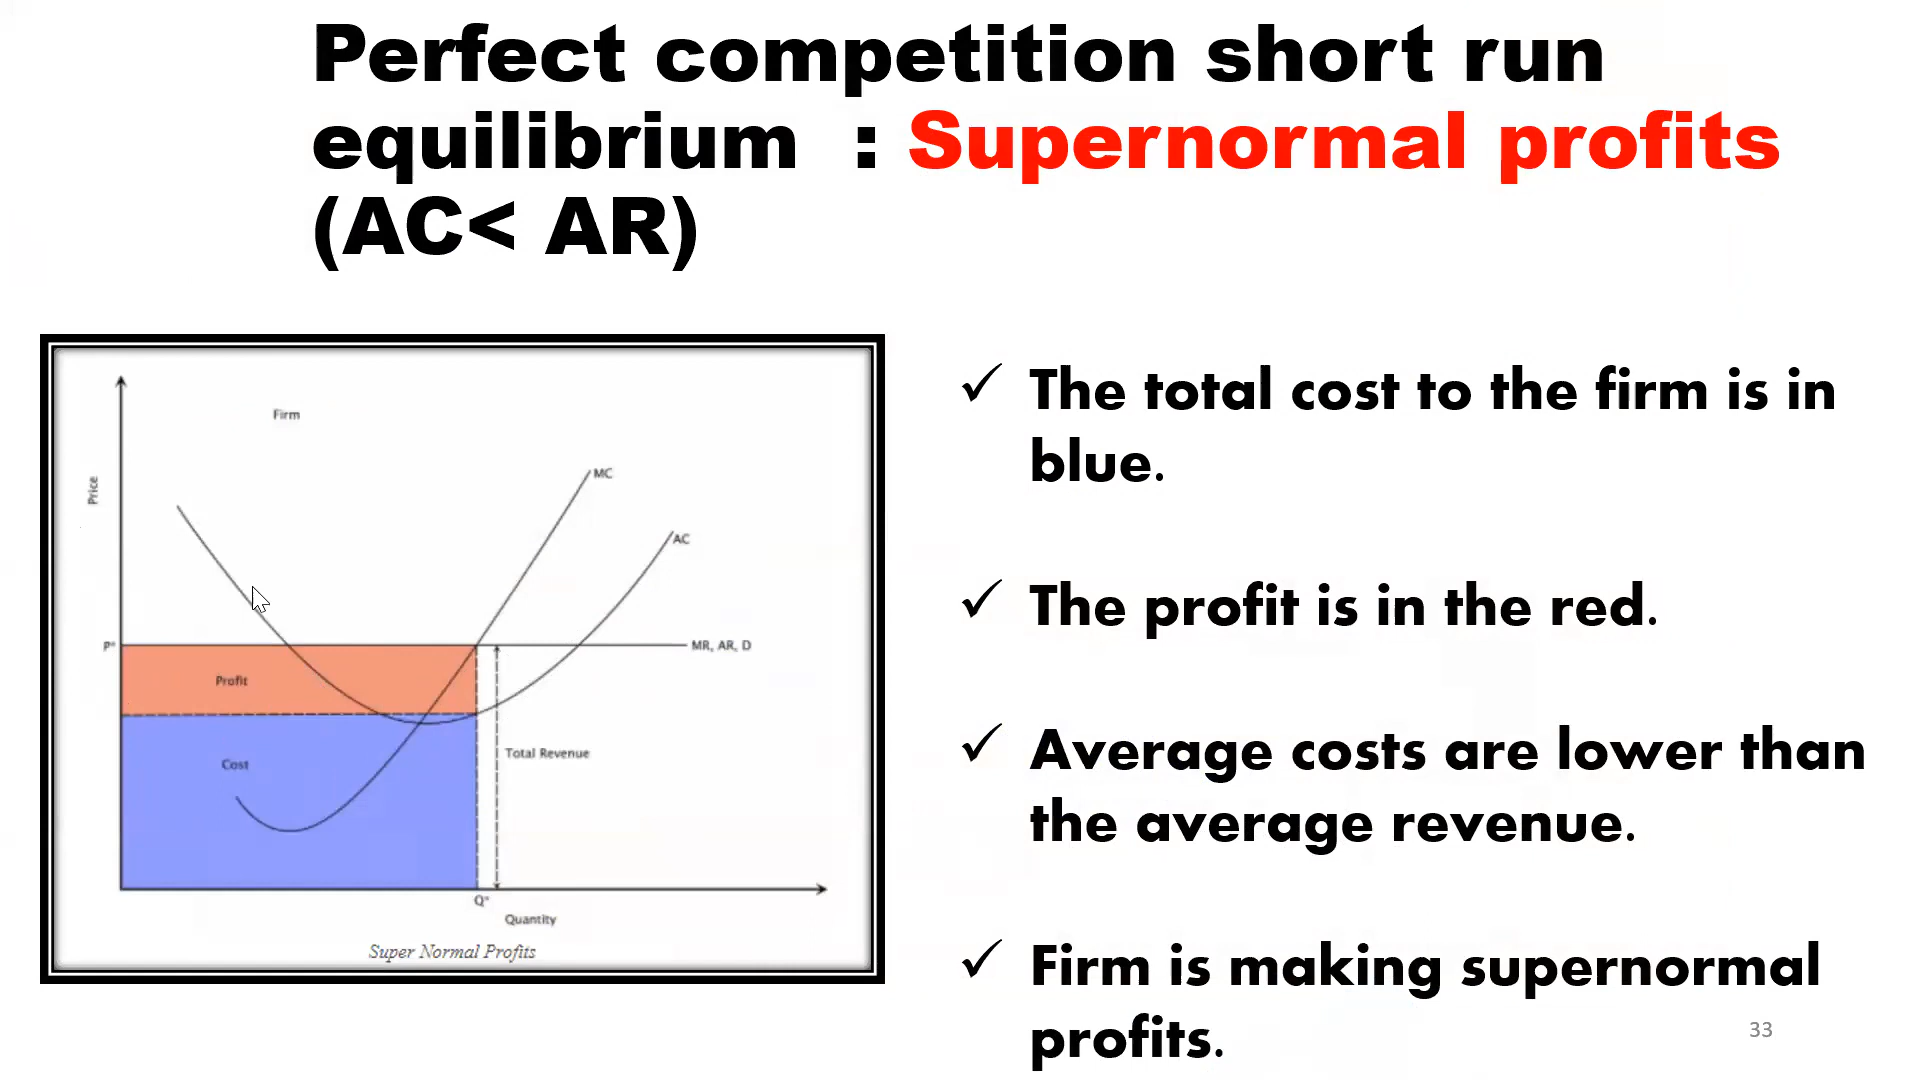 Perfect competition short run
equilibrium : Supernormal profits
(AC< AR)
Firm
Price
MC
AC
P*
MR, AR, D
Profit
Total Revenue
Cost
Q*
Quantity
Super Normal Profits
✓ The total cost to the firm is in
blue.
✓ The profit is in the red.
✓ Average costs are lower than
the average revenue.
✓ Firm is making supernormal
profits.
33